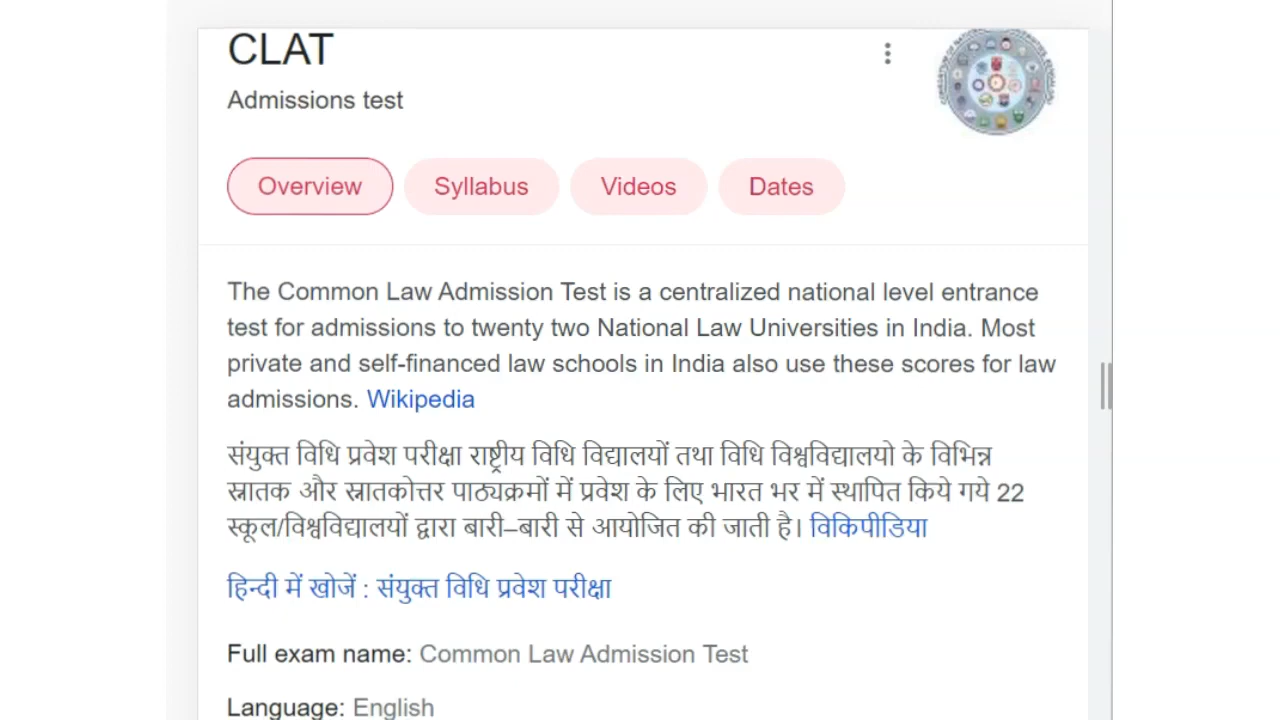 CLAT
Admissions test
Overview Syllabus Videos Dates
The Common Law Admission Test is a centralized national level entrance
test for admissions to twenty two National Law Universities in India. Most
private and self-financed law schools in India also use these scores for law
admissions. Wikipedia
संयुक्त विधि प्रवेश परीक्षा राष्ट्रीय विधि विद्यालयों तथा विधि विश्वविद्यालयो के विभिन्न
स्नातक और स्नातकोत्तर पाठ्यक्रमों में प्रवेश के लिए भारत भर में स्थापित किये गये 22
स्कूल/विश्वविद्यालयों द्वारा बारी–बारी से आयोजित की जाती है। विकिपीडिया
हिन्दी में खोजें : संयुक्त विधि प्रवेश परीक्षा
Full exam name: Common Law Admission Test
Language: English